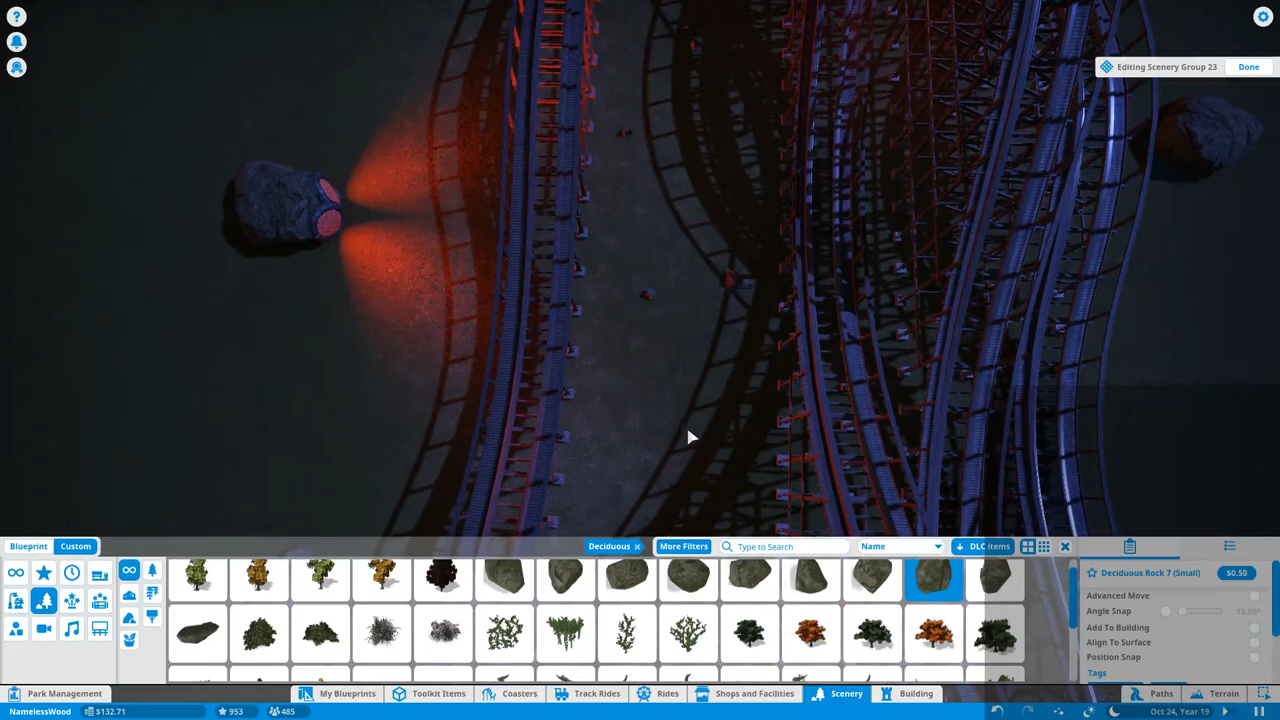 ?
Editing Scenery Group 23 Done
Blueprint Custom Deciduous × More Filters Type to Search Name DLC items
Deciduous Rock 7 (Small) $0.50
Advanced Move
Angle Snap 15.00°
Add To Building
Align To Surface
Position Snap
Tags
Park Management My Blueprints Toolkit Items Coasters Track Rides Rides Shops and Facilities Scenery Building Paths Terrain
NamelessWood $132.71 953 485 Oct 24, Year 19